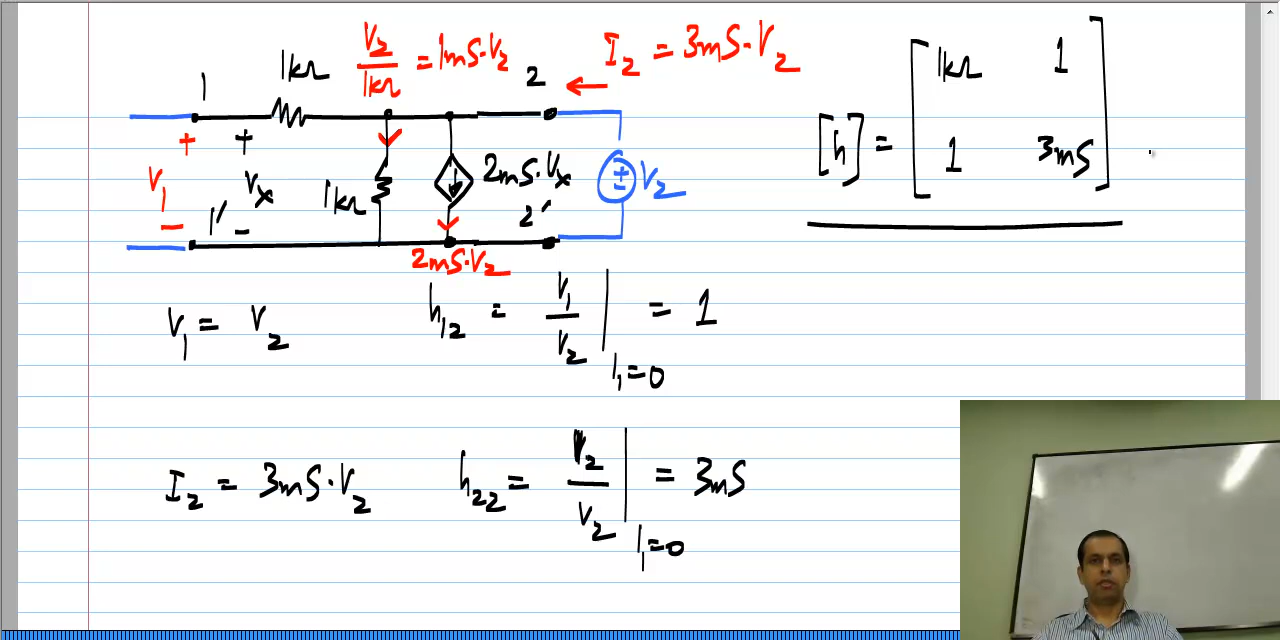 V2/1kΩ = 1mS·V2
I2 = 3mS·V2
1kΩ
1
2
[h] = [1kΩ 1
1 3mS]
+
+
V1
Vx
1kΩ
2mS·Vx
+
V2
1'
2'
2mS·V2
V1 = V2
h12 = V1/V2 | I1=0 = 1
I2 = 3mS·V2
h22 = V2/V2 | I1=0 = 3mS